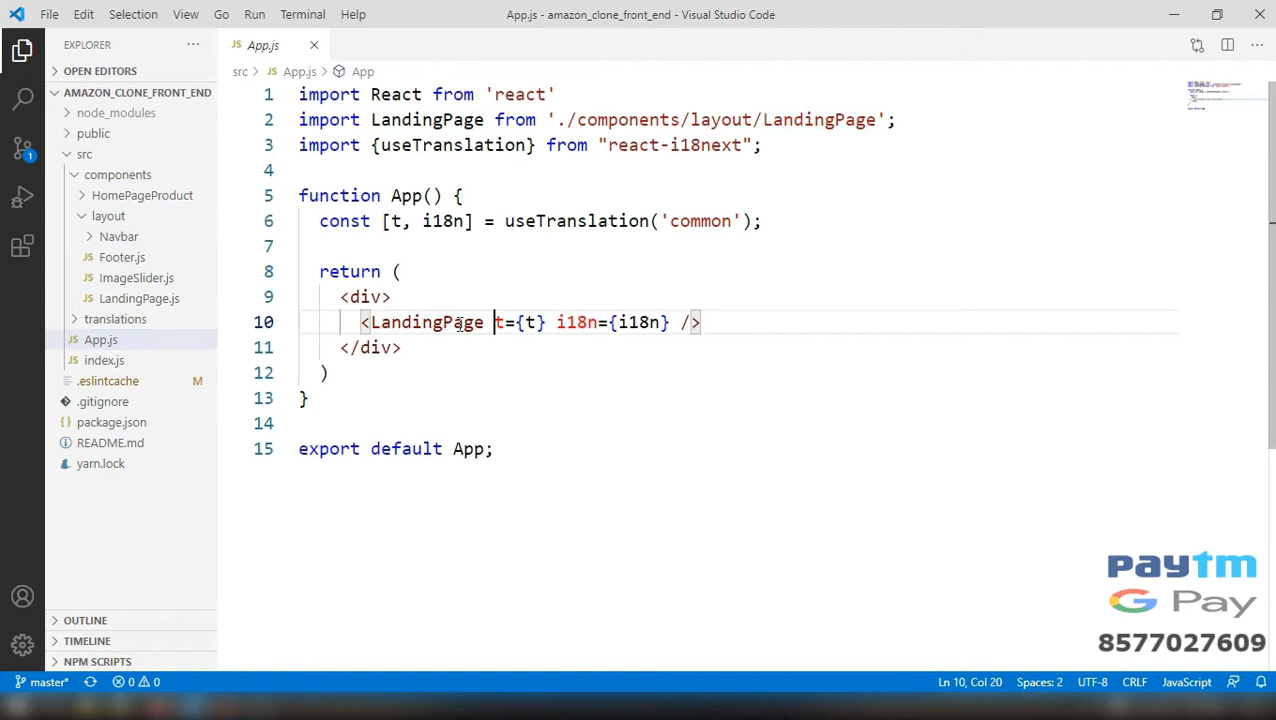 File Edit Selection View Go Run Terminal Help App.js - amazon_clone_front_end - Visual Studio Code
EXPLORER
OPEN EDITORS
AMAZON_CLONE_FRONT_END
node_modules
public
src
components
HomePageProduct
layout
Navbar
Footer.js
ImageSlider.js
LandingPage.js
translations
App.js
index.js
.eslintcache M
.gitignore
package.json
README.md
yarn.lock
OUTLINE
TIMELINE
NPM SCRIPTS
1
JS App.js
src > JS App.js > App
1 import React from 'react'
2 import LandingPage from './components/layout/LandingPage';
3 import {useTranslation} from "react-i18next";
4
5 function App() {
6 const [t, i18n] = useTranslation('common');
7
8 return (
9 <div>
10 <LandingPage t={t} i18n={i18n} />
11 </div>
12 )
13 }
14
15 export default App;
paytm
G Pay
8577027609
master* 0 0 Ln 10, Col 20 Spaces: 2 UTF-8 CRLF JavaScript